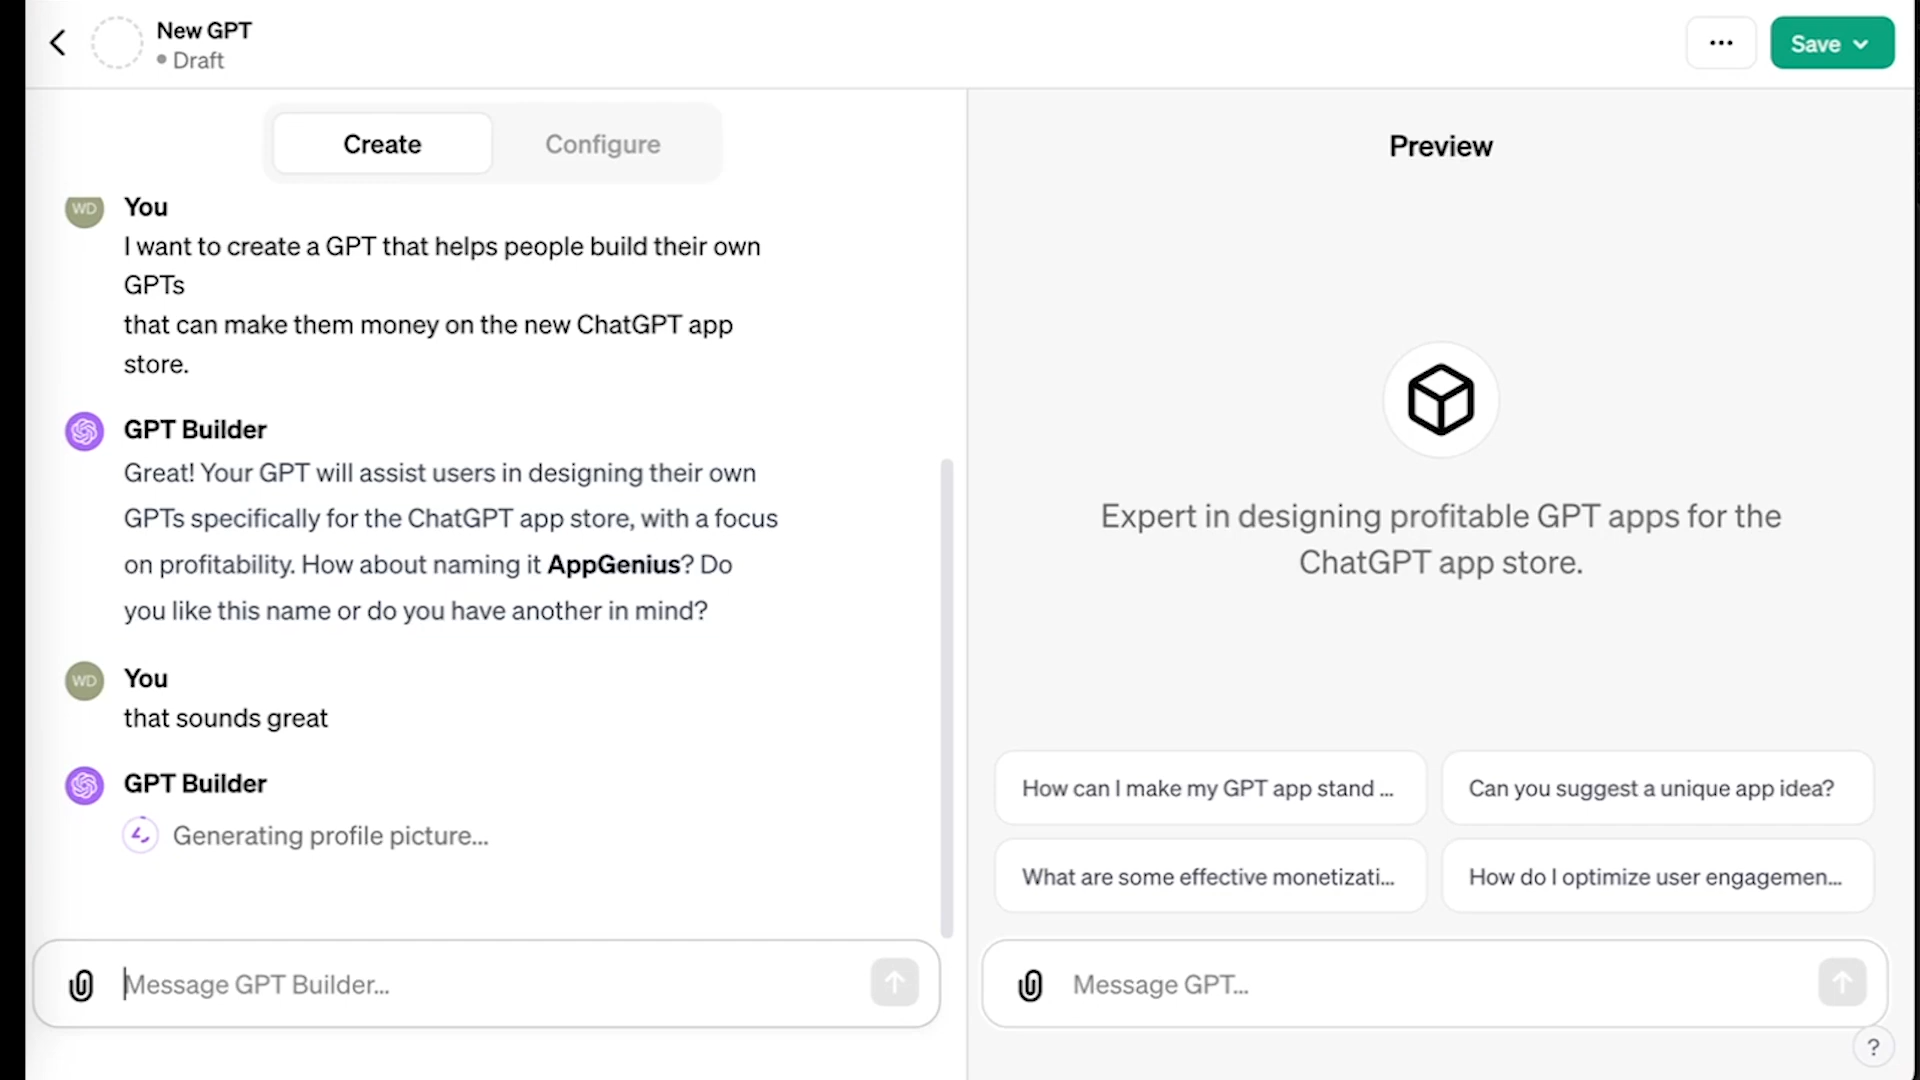 New GPT
Draft
Save
Create
Configure
WD
You
I want to create a GPT that helps people build their own
GPTs
that can make them money on the new ChatGPT app
store.
GPT Builder
Great! Your GPT will assist users in designing their own
GPTs specifically for the ChatGPT app store, with a focus
on profitability. How about naming it AppGenius? Do
you like this name or do you have another in mind?
WD
You
that sounds great
GPT Builder
Generating profile picture...
Message GPT Builder...
Preview
Expert in designing profitable GPT apps for the
ChatGPT app store.
How can I make my GPT app stand ...
Can you suggest a unique app idea?
What are some effective monetizati...
How do I optimize user engagemen...
Message GPT...
?